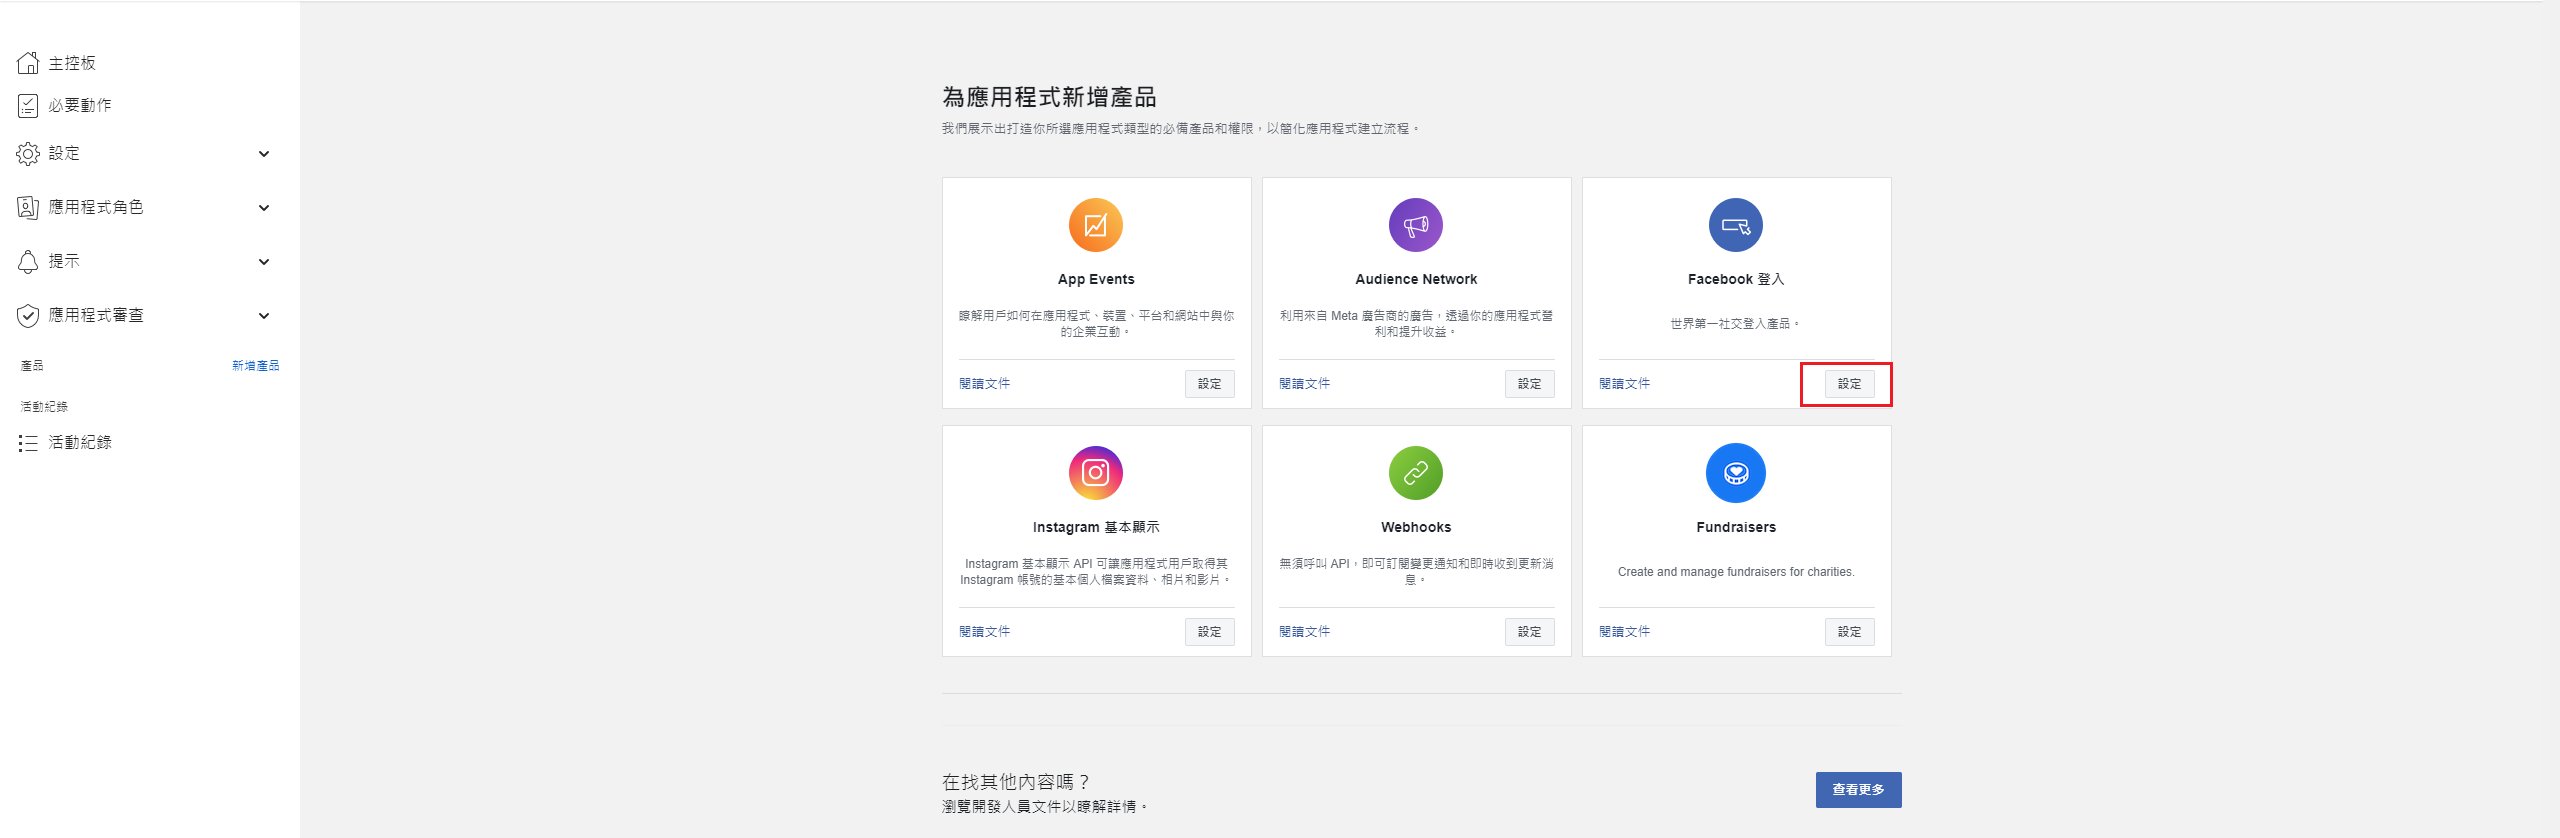 主控板
必要動作
設定
應用程式角色
提示
應用程式審查
產品
新增產品
活動紀錄
活動紀錄
為應用程式新增產品
我們展示出打造你所選應用程式類型的必備產品和權限，以簡化應用程式建立流程。
App Events
瞭解用戶如何在應用程式、裝置、平台和網站中與你
的企業互動。
閱讀文件
設定
Audience Network
利用來自 Meta 廣告商的廣告，透過你的應用程式營
利和提升收益。
閱讀文件
設定
Facebook 登入
世界第一社交登入產品。
閱讀文件
設定
Instagram 基本顯示
Instagram 基本顯示 API 可讓應用程式用戶取得其
Instagram 帳號的基本個人檔案資料、相片和影片。
閱讀文件
設定
Webhooks
無須呼叫 API，即可訂閱變更通知和即時收到更新消
息。
閱讀文件
設定
Fundraisers
Create and manage fundraisers for charities.
閱讀文件
設定
在找其他內容嗎？
瀏覽開發人員文件以瞭解詳情。
查看更多